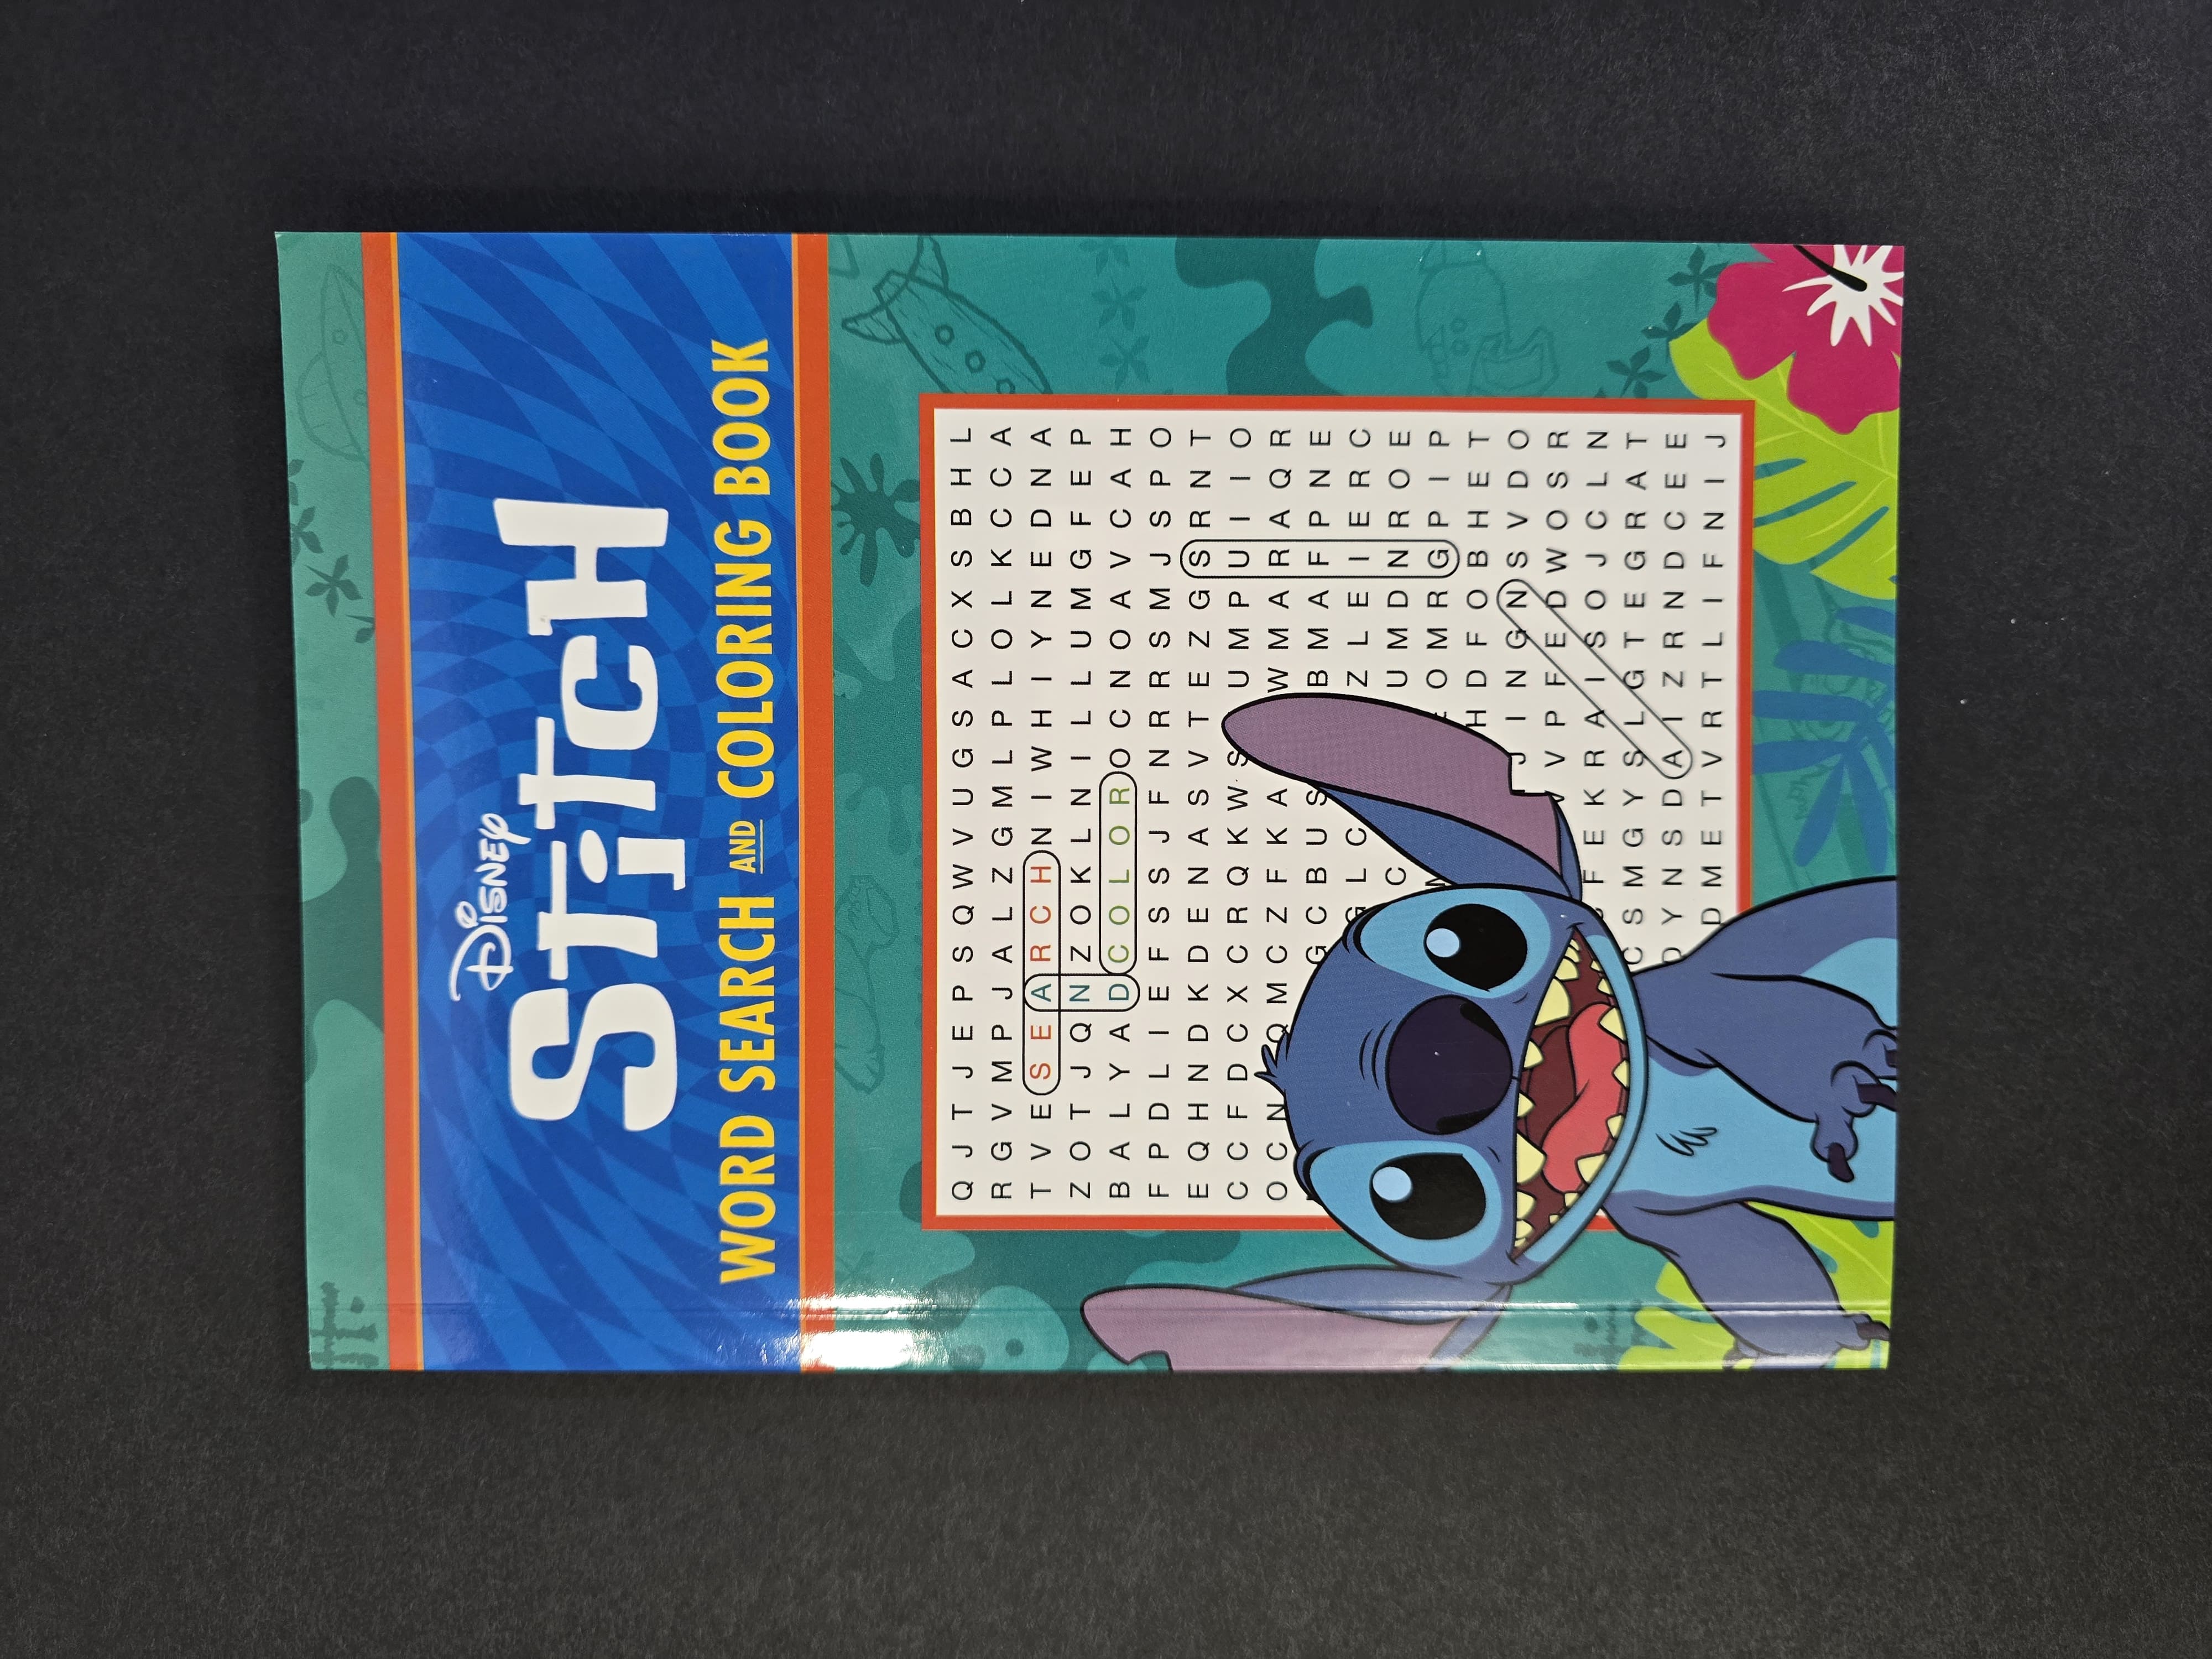 Disney
Stitch
WORD SEARCH AND COLORING BOOK
Q J T J E P S Q W V U G S A C X S B H L
R G V M P J A L Z G M L P L O L K C C A
T V E S E A R C H N I W H I Y N E D N A
Z O T J Q N Z O K L N I L L U M G F E P
B A L Y A D C O L O R O C N O A V C A H
F P D L I E F S S J F N R R S M J S P O
E Q H N D K D E N A S V T E Z G S R N T
C C F D C X C R Q K W S U M P U I I O
O C N Q M C Z F K A W M A R A Q R
G C B U S B M A F P N E
G L C Z L E I E R C
C U M D N R O E
O M R G P I P
H D F O B H E T
J I N G N S V D O
V V P F E D W O S R
F E K R A I S O J C L N
C S M G Y S L G T E G R A T
Y N S D A I Z R N D C E E
D M E T V R T L I F N I J